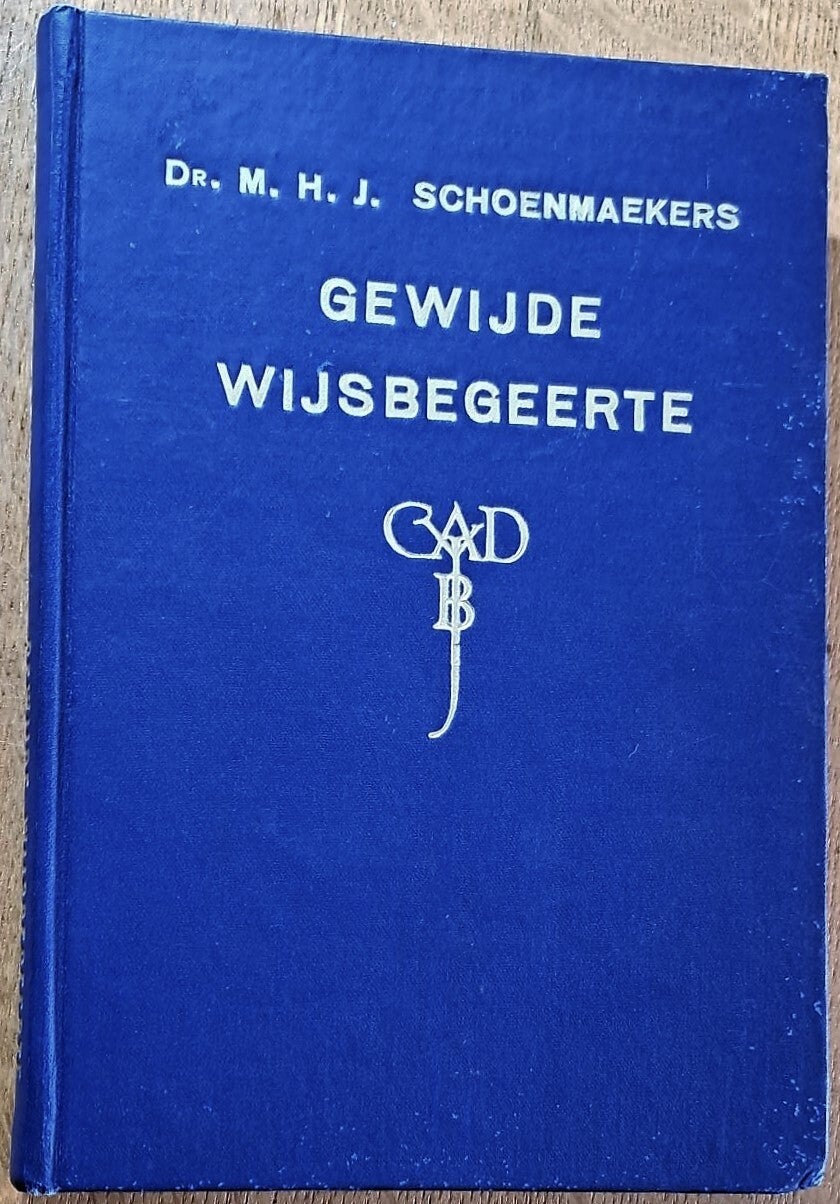 DR. M. H. J. SCHOENMAEKERS
GEWIJDE
WIJSBEGEERTE